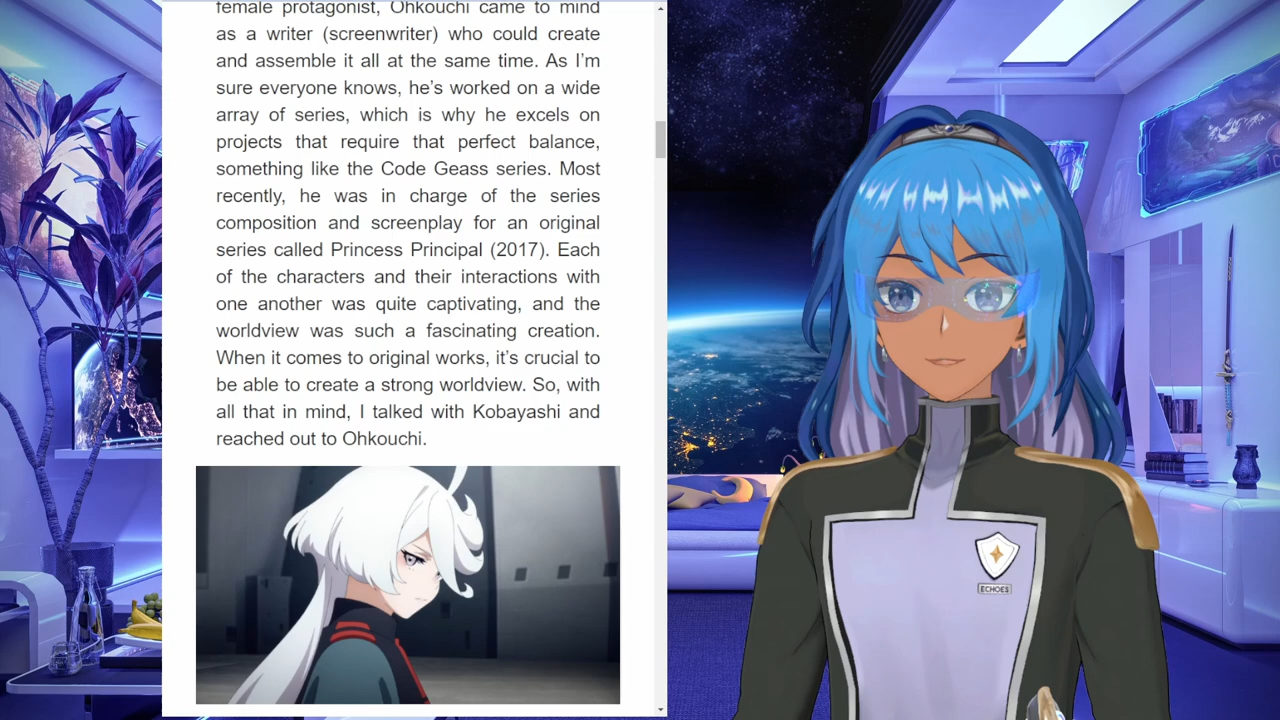 female protagonist, Ohkouchi came to mind
as a writer (screenwriter) who could create
and assemble it all at the same time. As I’m
sure everyone knows, he’s worked on a wide
array of series, which is why he excels on
projects that require that perfect balance,
something like the Code Geass series. Most
recently, he was in charge of the series
composition and screenplay for an original
series called Princess Principal (2017). Each
of the characters and their interactions with
one another was quite captivating, and the
worldview was such a fascinating creation.
When it comes to original works, it’s crucial to
be able to create a strong worldview. So, with
all that in mind, I talked with Kobayashi and
reached out to Ohkouchi.
ECHOES